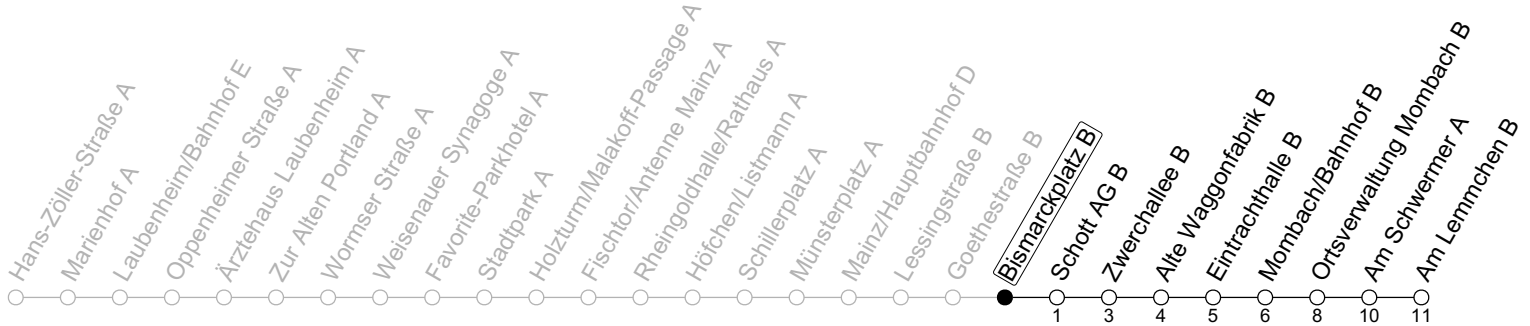 Hans-Zöller-Straße A
Marienhof A
Laubenheim/Bahnhof E
Oppenheimer Straße A
Ärztehaus Laubenheim A
Zur Alten Portland A
Wormser Straße A
Weisenauer Synagoge A
Favorite-Parkhotel A
Stadtpark A
Holzturm/Malakoff-Passage A
Fischtor/Antenne Mainz A
Rheingoldhalle/Rathaus A
Höfchen/Listmann A
Schillerplatz A
Münsterplatz A
Mainz/Hauptbahnhof D
Lessingstraße B
Goethestraße B
Bismarckplatz B
Schott AG B
Zwerchallee B
Alte Waggonfabrik B
Eintrachthalle B
Mombach/Bahnhof B
Ortsverwaltung Mombach B
Am Schwermer A
Am Lemmchen B
1 3 4 5 6 8 10 11